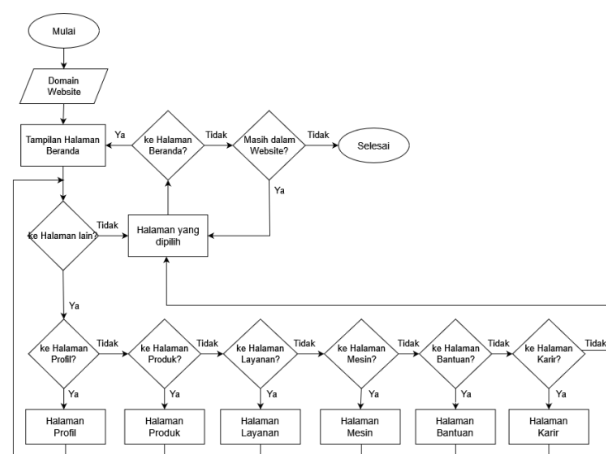 Mulai
Domain
Website
Tampilan Halaman
Beranda
Ya
ke Halaman
Beranda?
Tidak
Masih dalam
Website?
Tidak
Selesai
Ya
ke Halaman lain?
Tidak
Halaman yang
dipilih
Ya
ke Halaman
Profil?
Tidak
ke Halaman
Produk?
Tidak
ke Halaman
Layanan?
Tidak
ke Halaman
Mesin?
Tidak
ke Halaman
Bantuan?
Tidak
ke Halaman
Karir?
Tidak
Ya
Ya
Ya
Ya
Ya
Ya
Halaman
Profil
Halaman
Produk
Halaman
Layanan
Halaman
Mesin
Halaman
Bantuan
Halaman
Karir